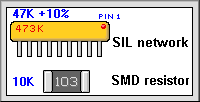 47K +10% PIN 1
473K
SIL network
10K 103 SMD resistor